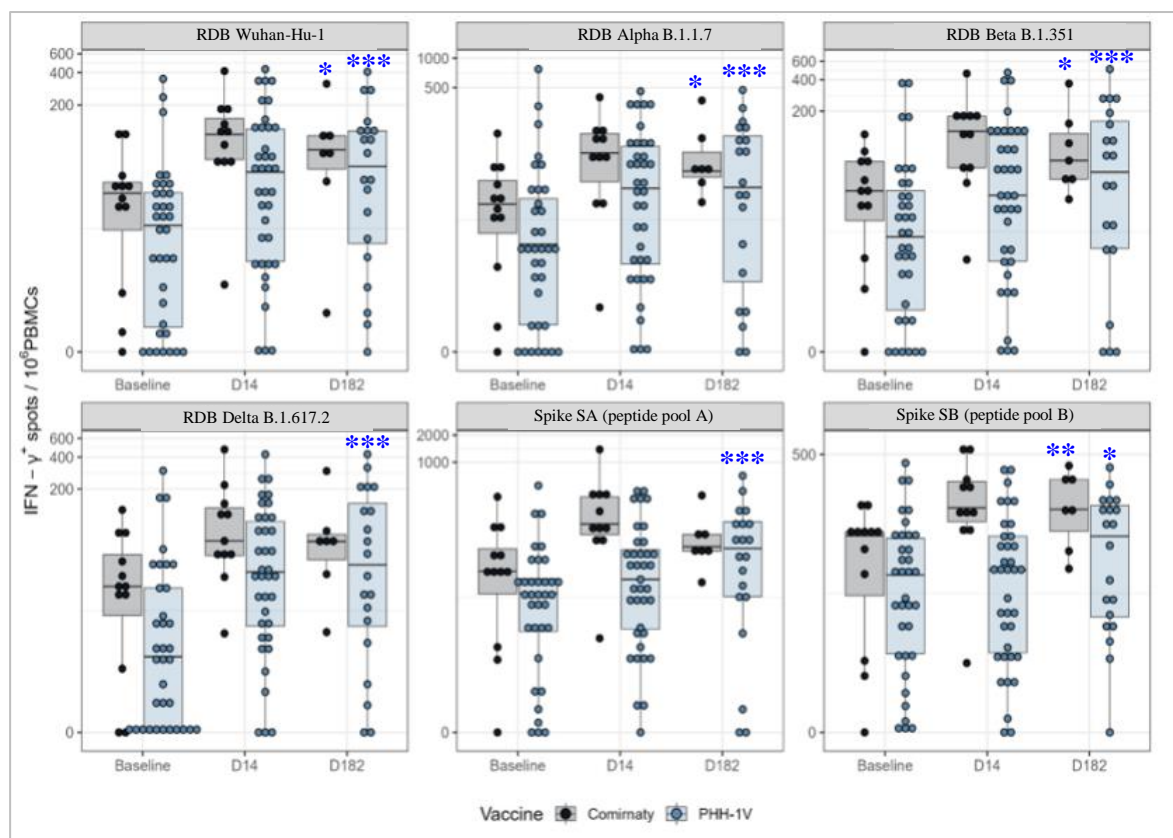 RDB Wuhan-Hu-1
RDB Alpha B.1.1.7
RDB Beta B.1.351
600
400
200
0
*
***
1000
500
0
*
***
600
400
200
0
*
***
Baseline
D14
D182
Baseline
D14
D182
Baseline
D14
D182
IFN – γ⁺ spots / 10⁶PBMCs
RDB Delta B.1.617.2
Spike SA (peptide pool A)
Spike SB (peptide pool B)
600
400
200
0
***
2000
1000
0
***
500
0
**
*
Baseline
D14
D182
Baseline
D14
D182
Baseline
D14
D182
Vaccine
Comirnaty
PHH-1V